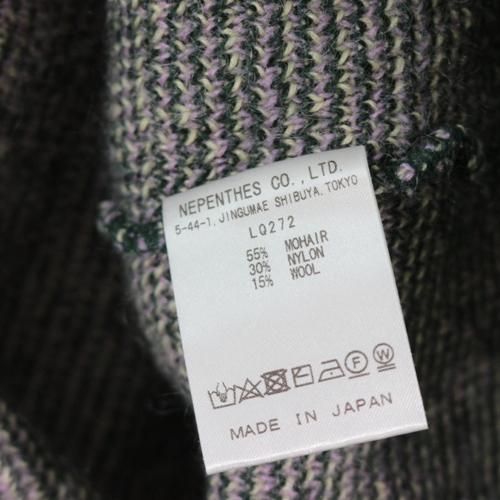 NEPENTHES CO.,LTD.
5-44-1, JINGUMAE SHIBUYA, TOKYO
LQ272
55% MOHAIR
30% NYLON
15% WOOL
P W
MADE IN JAPAN